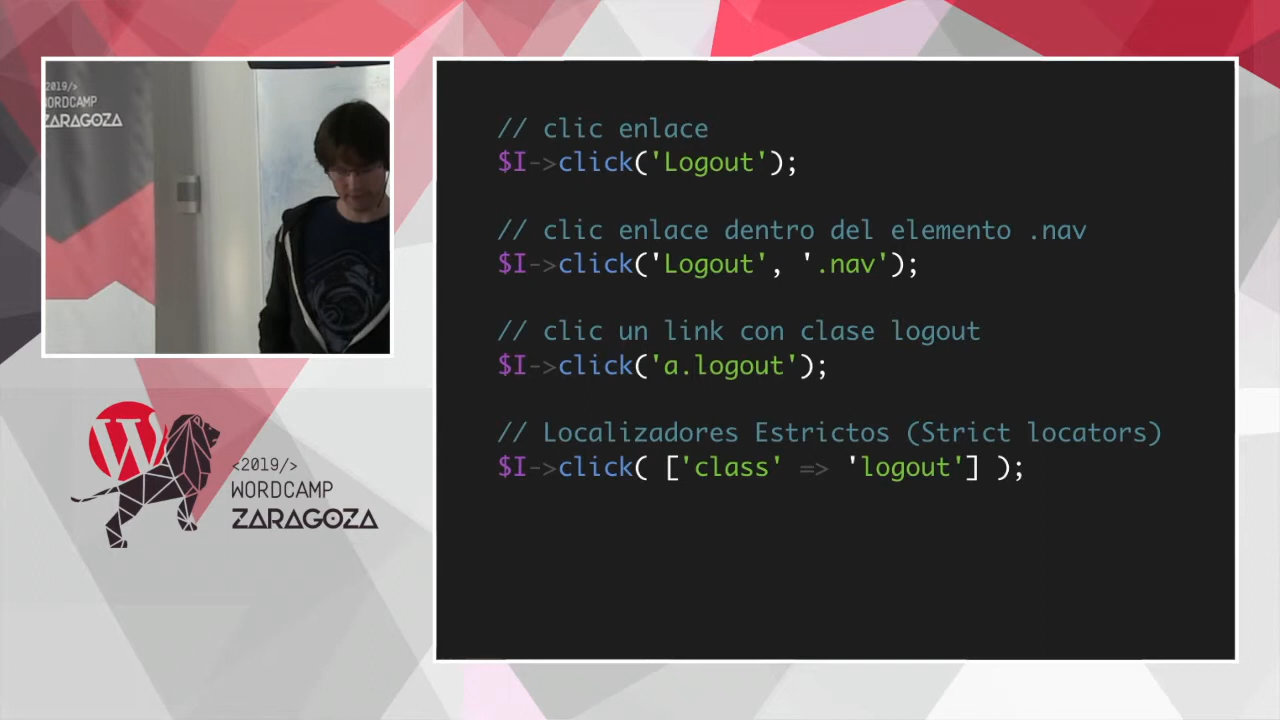 2019/>
WORDCAMP
ZARAGOZA
// clic enlace
$I->click('Logout');
// clic enlace dentro del elemento .nav
$I->click('Logout', '.nav');
// clic un link con clase logout
$I->click('a.logout');
// Localizadores Estrictos (Strict locators)
$I->click( ['class' => 'logout'] );
<2019/>
WORDCAMP
ZARAGOZA